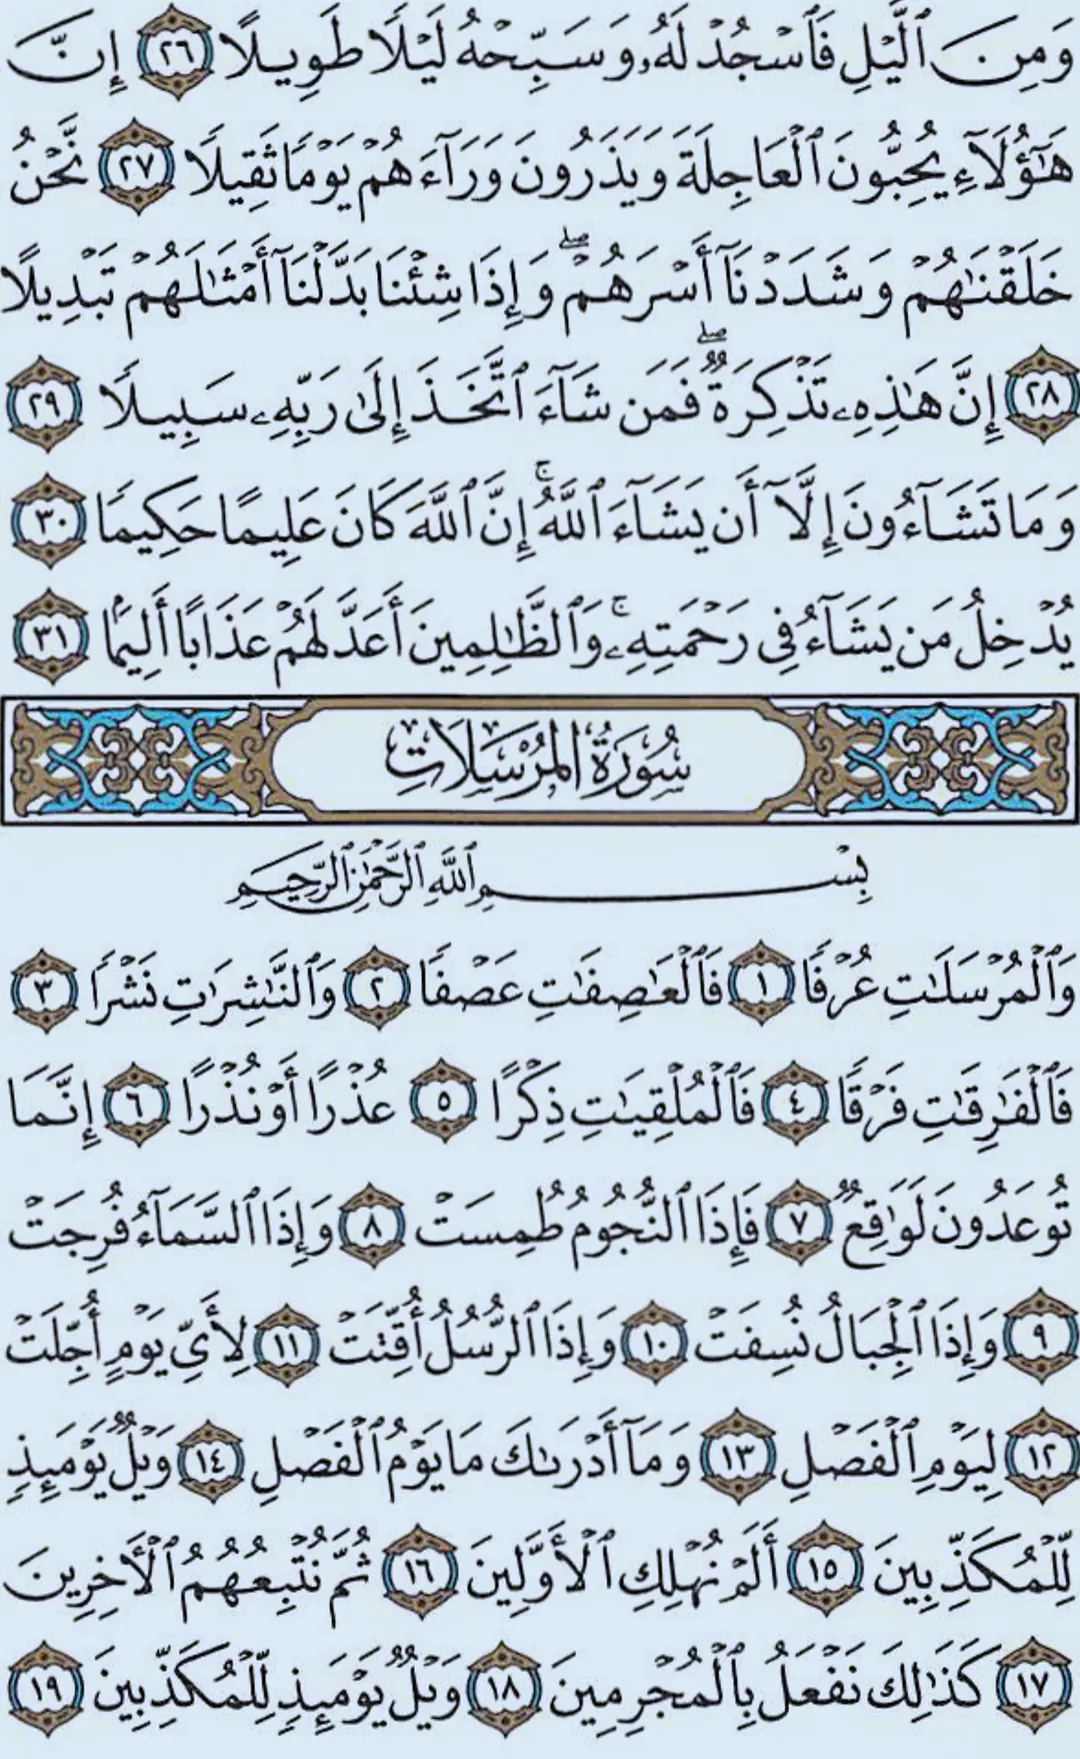 وَمِنَ ٱلَّيْلِ فَٱسْجُدْ لَهُۥ وَسَبِّحْهُ لَيْلًا طَوِيلًا ٢٦ إِنَّ
هَـٰٓؤُلَآءِ يُحِبُّونَ ٱلْعَاجِلَةَ وَيَذَرُونَ وَرَآءَهُمْ يَوْمًا ثَقِيلًا ٢٧ نَّحْنُ
خَلَقْنَـٰهُمْ وَشَدَدْنَآ أَسْرَهُمْ ۖ وَإِذَا شِئْنَا بَدَّلْنَآ أَمْثَـٰلَهُمْ تَبْدِيلًا
٢٨ إِنَّ هَـٰذِهِۦ تَذْكِرَةٌ ۖ فَمَن شَآءَ ٱتَّخَذَ إِلَىٰ رَبِّهِۦ سَبِيلًا ٢٩
وَمَا تَشَآءُونَ إِلَّآ أَن يَشَآءَ ٱللَّهُ ۚ إِنَّ ٱللَّهَ كَانَ عَلِيمًا حَكِيمًا ٣٠
يُدْخِلُ مَن يَشَآءُ فِى رَحْمَتِهِۦ ۚ وَٱلظَّـٰلِمِينَ أَعَدَّ لَهُمْ عَذَابًا أَلِيمًۢا ٣١
سُورَةُ المُرْسَلَاتِ
بِسْمِ ٱللَّهِ ٱلرَّحْمَـٰنِ ٱلرَّحِيمِ
وَٱلْمُرْسَلَـٰتِ عُرْفًا ١ فَٱلْعَـٰصِفَـٰتِ عَصْفًا ٢ وَٱلنَّـٰشِرَٰتِ نَشْرًا ٣
فَٱلْفَـٰرِقَـٰتِ فَرْقًا ٤ فَٱلْمُلْقِيَـٰتِ ذِكْرًا ٥ عُذْرًا أَوْ نُذْرًا ٦ إِنَّمَا
تُوعَدُونَ لَوَٰقِعٌ ٧ فَإِذَا ٱلنُّجُومُ طُمِسَتْ ٨ وَإِذَا ٱلسَّمَآءُ فُرِجَتْ
٩ وَإِذَا ٱلْجِبَالُ نُسِفَتْ ١٠ وَإِذَا ٱلرُّسُلُ أُقِّتَتْ ١١ لِأَىِّ يَوْمٍ أُجِّلَتْ
١٢ لِيَوْمِ ٱلْفَصْلِ ١٣ وَمَآ أَدْرَىٰكَ مَا يَوْمُ ٱلْفَصْلِ ١٤ وَيْلٌ يَوْمَئِذٍ
لِّلْمُكَذِّبِينَ ١٥ أَلَمْ نُهْلِكِ ٱلْأَوَّلِينَ ١٦ ثُمَّ نُتْبِعُهُمُ ٱلْـَٔاخِرِينَ
١٧ كَذَٰلِكَ نَفْعَلُ بِٱلْمُجْرِمِينَ ١٨ وَيْلٌ يَوْمَئِذٍ لِّلْمُكَذِّبِينَ ١٩